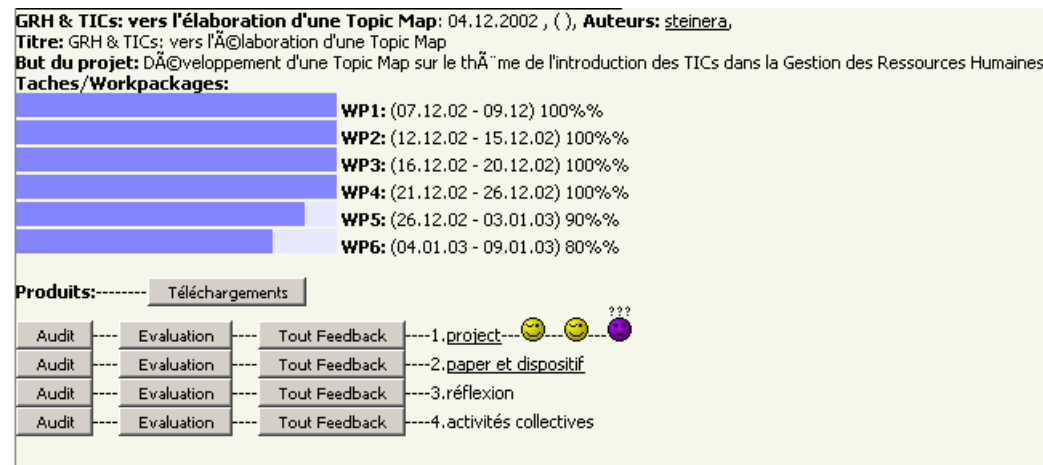 GRH & TICs: vers l'élaboration d'une Topic Map: 04.12.2002 , ( ), Auteurs: steinera,
Titre: GRH & TICs: vers l'Ã©laboration d'une Topic Map
But du projet: DÃ©veloppement d'une Topic Map sur le thÃ¨me de l'introduction des TICs dans la Gestion des Ressources Humaines
Taches/Workpackages:
WP1: (07.12.02 - 09.12) 100%%
WP2: (12.12.02 - 15.12.02) 100%%
WP3: (16.12.02 - 20.12.02) 100%%
WP4: (21.12.02 - 26.12.02) 100%%
WP5: (26.12.02 - 03.01.03) 90%%
WP6: (04.01.03 - 09.01.03) 80%%
Produits:-------- Téléchargements
???
Audit ---- Evaluation ---- Tout Feedback ----1.project---...---
Audit ---- Evaluation ---- Tout Feedback ----2.paper et dispositif
Audit ---- Evaluation ---- Tout Feedback ----3.réflexion
Audit ---- Evaluation ---- Tout Feedback ----4.activités collectives